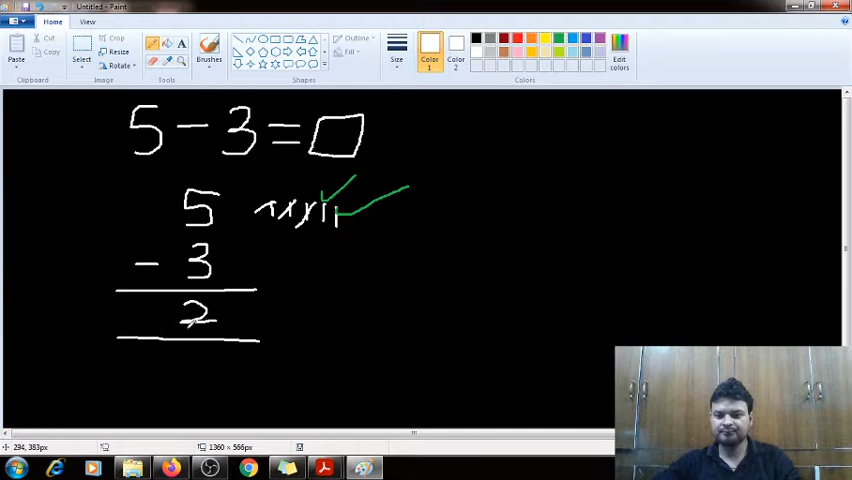 Untitled - Paint
Home View
Cut
Copy
Paste
Clipboard
Crop
Resize
Rotate
Select
Image
A
Tools
Brushes
Outline
Fill
Shapes
Size
Color 1
Color 2
Edit colors
Colors
5 - 3 = □
5
- 3
2
294, 383px
1360 × 566px